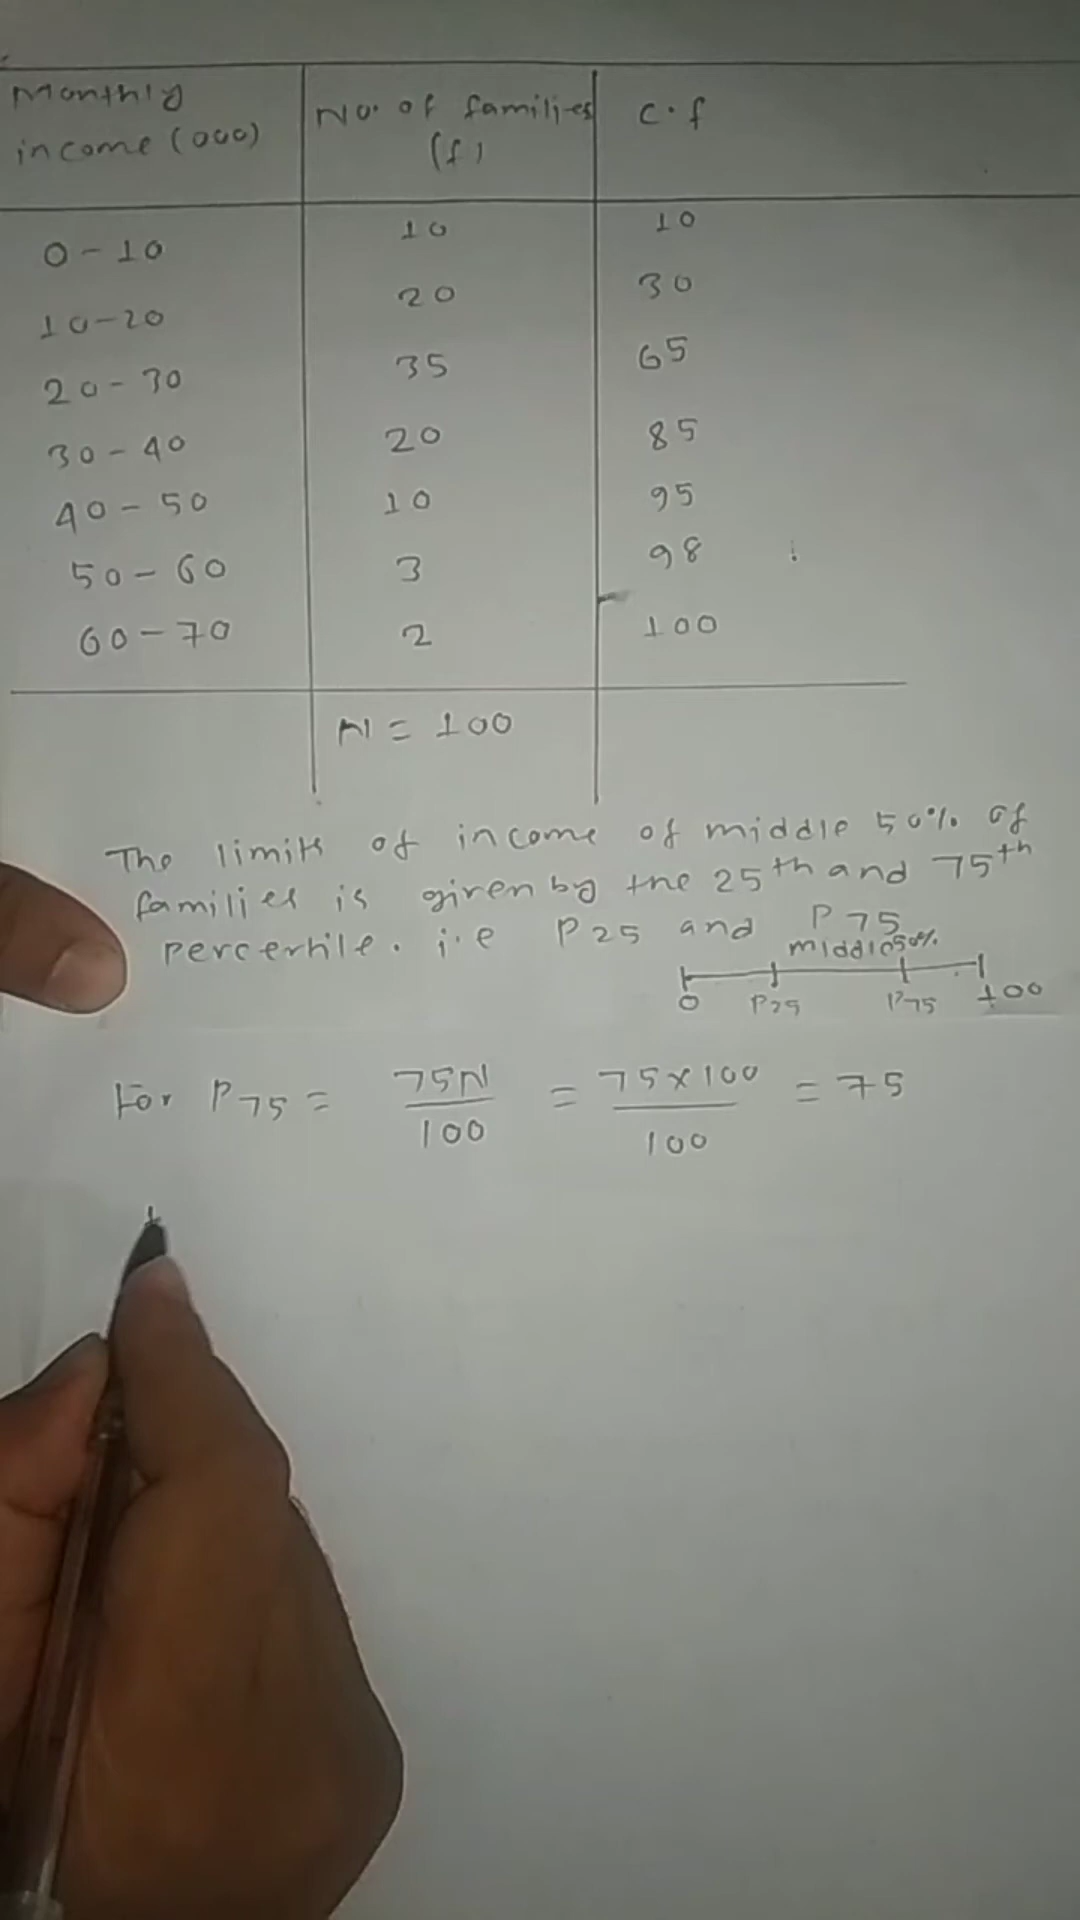 Monthly income (000) No. of families (f) c.f
0-10 10 10
10-20 20 30
20-30 35 65
30-40 20 85
40-50 10 95
50-60 3 98
60-70 2 100
N = 100
The limits of income of middle 50% of
families is given by the 25th and 75th
percentile. i.e P25 and P75
middle 50%
0 P25 P75 100
For P75 = 75N/100 = 75×100/100 = 75